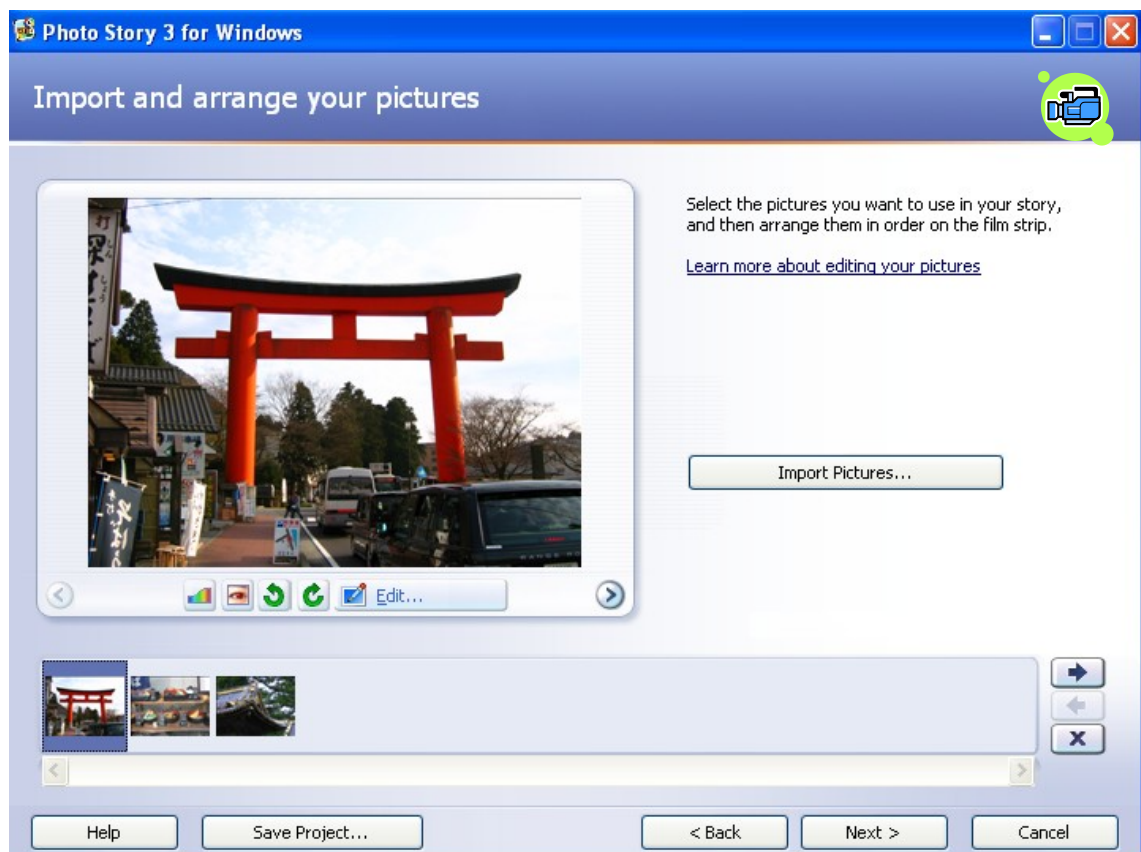 Photo Story 3 for Windows
Import and arrange your pictures
Select the pictures you want to use in your story,
and then arrange them in order on the film strip.
Learn more about editing your pictures
Import Pictures...
Edit...
Help
Save Project...
< Back
Next >
Cancel